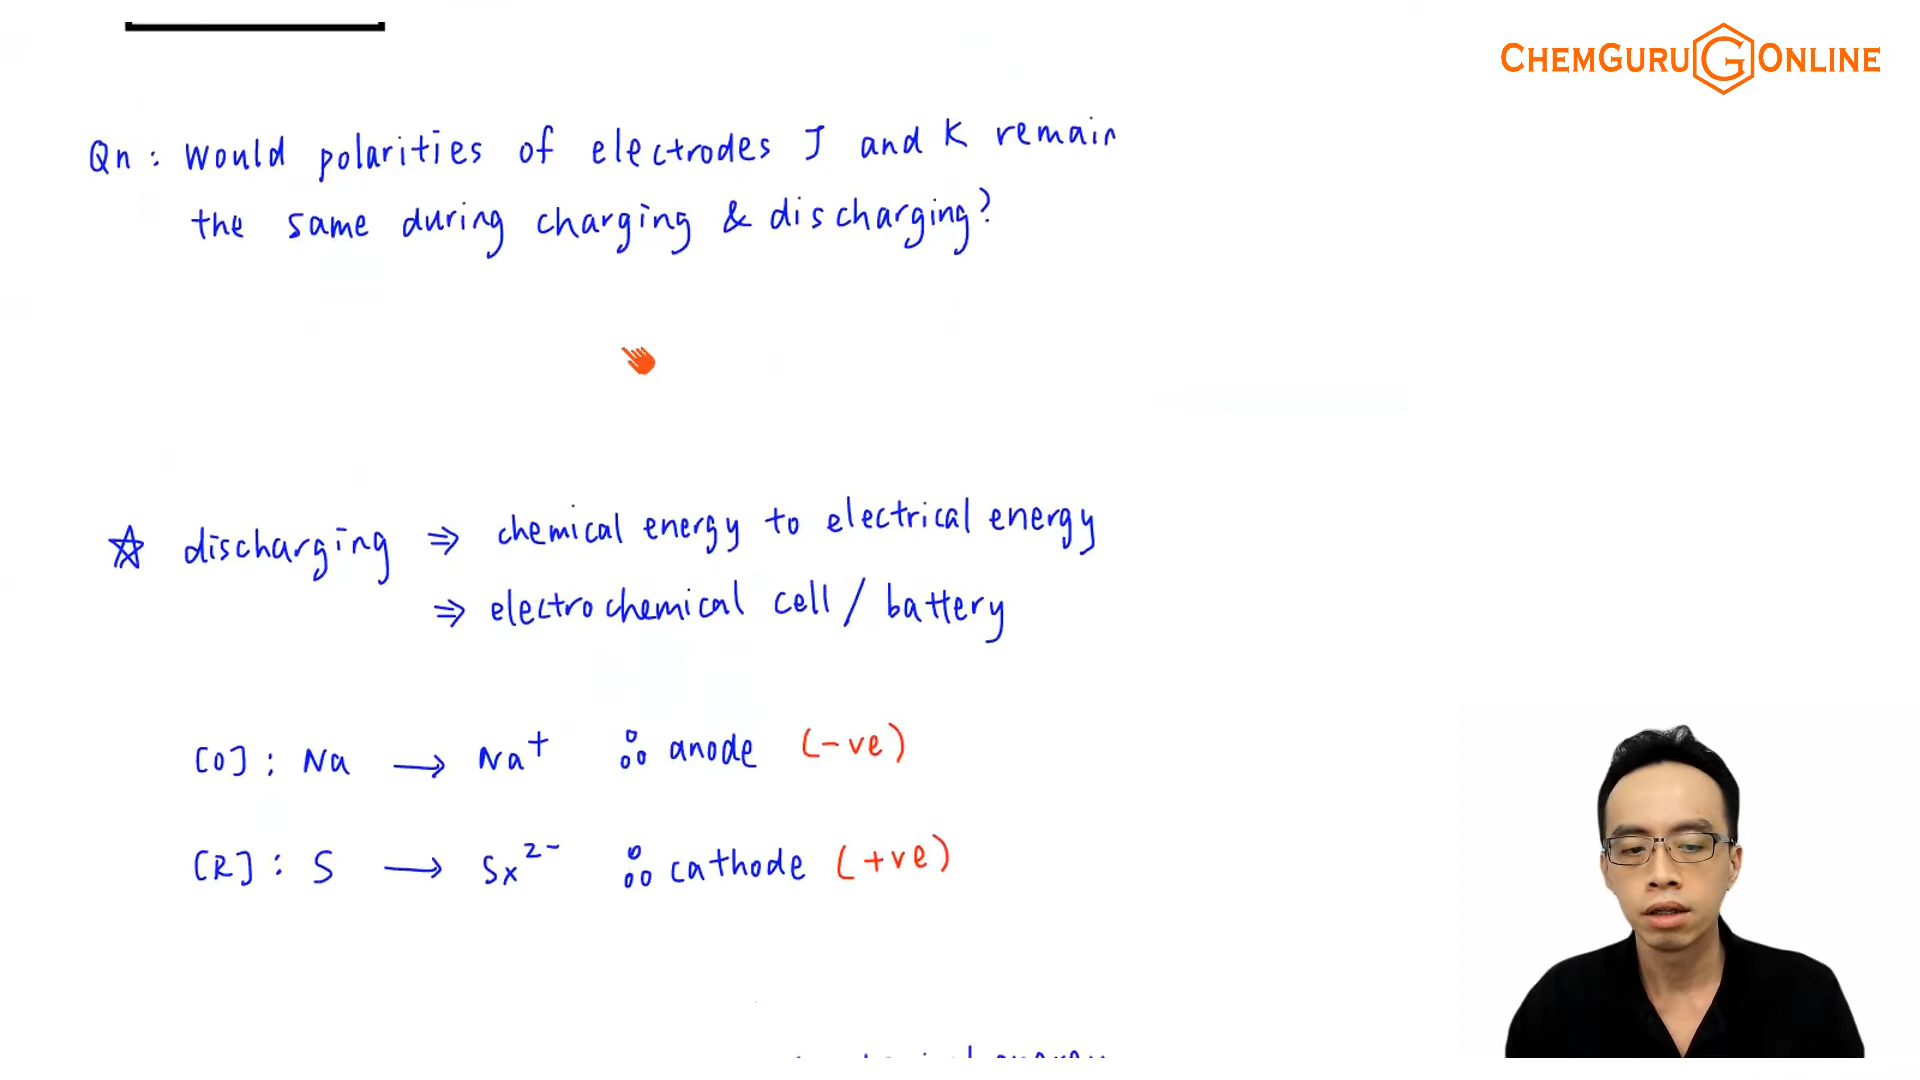 CHEMGURU G ONLINE
Qn : Would polarities of electrodes J and K remain
the same during charging & discharging?
☆ discharging ⇒ chemical energy to electrical energy
⇒ electrochemical cell / battery
[O] : Na → Na⁺ ∴ anode (-ve)
[R] : S → Sx²⁻ ∴ cathode (+ve)